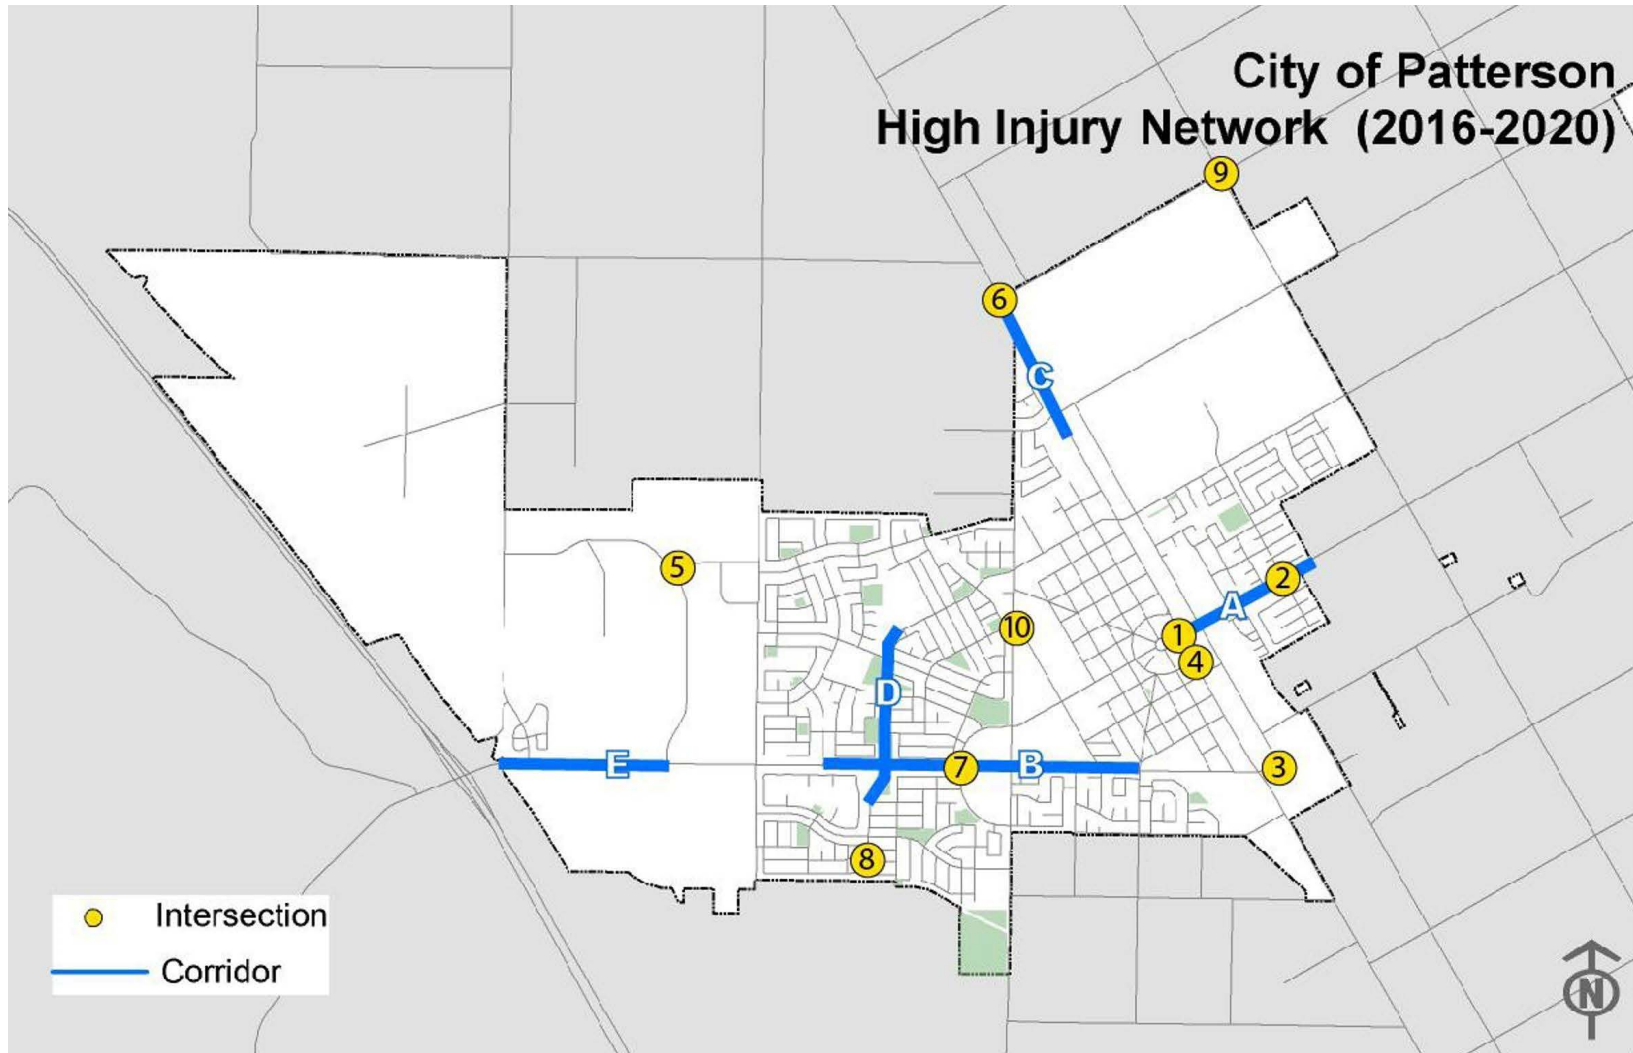 City of Patterson
High Injury Network (2016-2020)
9
6
C
2
5
A
10
1
4
D
E
7
B
3
8
Intersection
Corridor
N